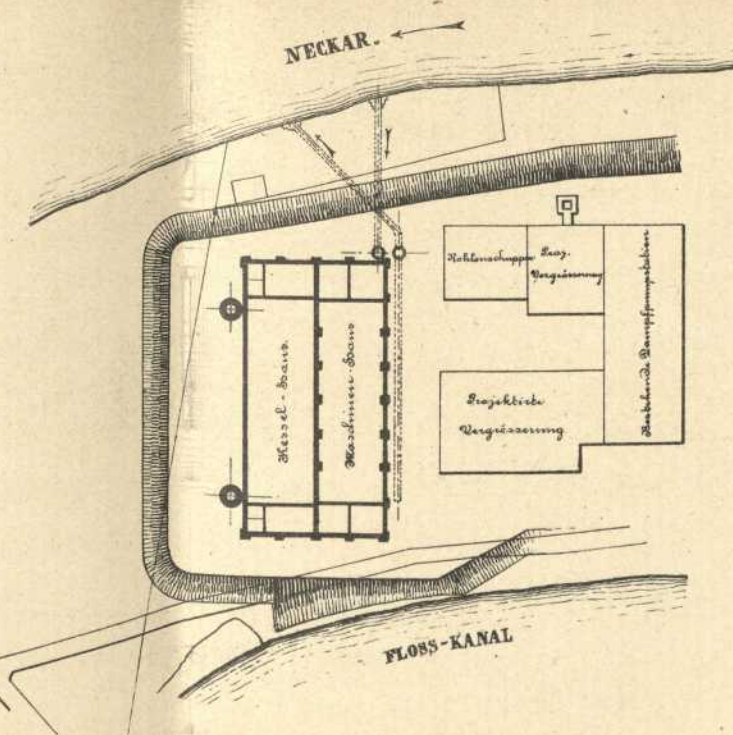 NECKAR.
Kohlenschuppen
Proj.
Vergrösserung
Bestehende Dampfpumpstation
Kessel-Haus.
Maschinen-Haus
Projektirte
Vergrösserung
FLOSS-KANAL